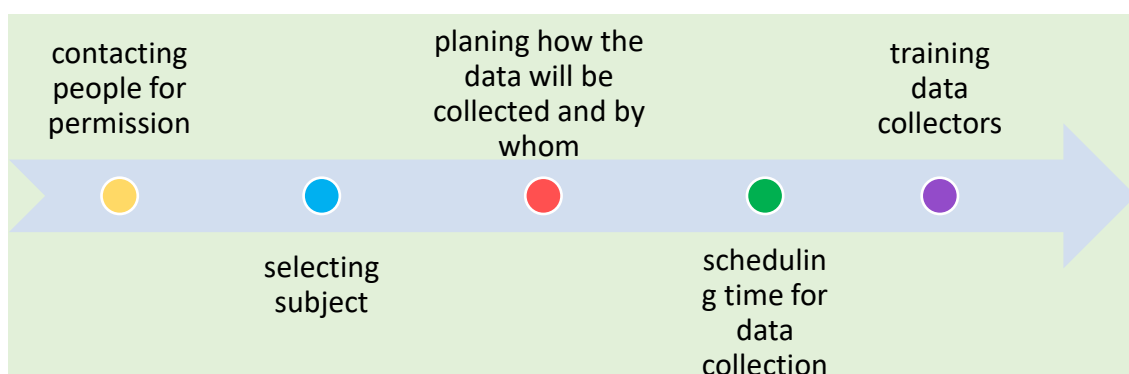 contacting
people for
permission
selecting
subject
planing how the
data will be
collected and by
whom
schedulin
g time for
data
collection
training
data
collectors